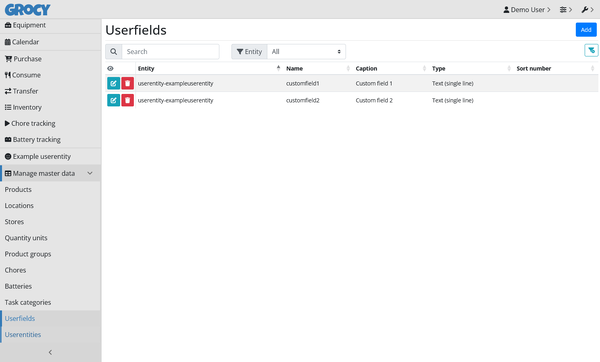 GROCY
Demo User
Equipment
Calendar
Purchase
Consume
Transfer
Inventory
Chore tracking
Battery tracking
Example userentity
Manage master data
Products
Locations
Stores
Quantity units
Product groups
Chores
Batteries
Task categories
Userfields
Userentities
Userfields
Add
Search
Entity
All
Entity Name Caption Type Sort number
userentity-exampleuserentity customfield1 Custom field 1 Text (single line)
userentity-exampleuserentity customfield2 Custom field 2 Text (single line)